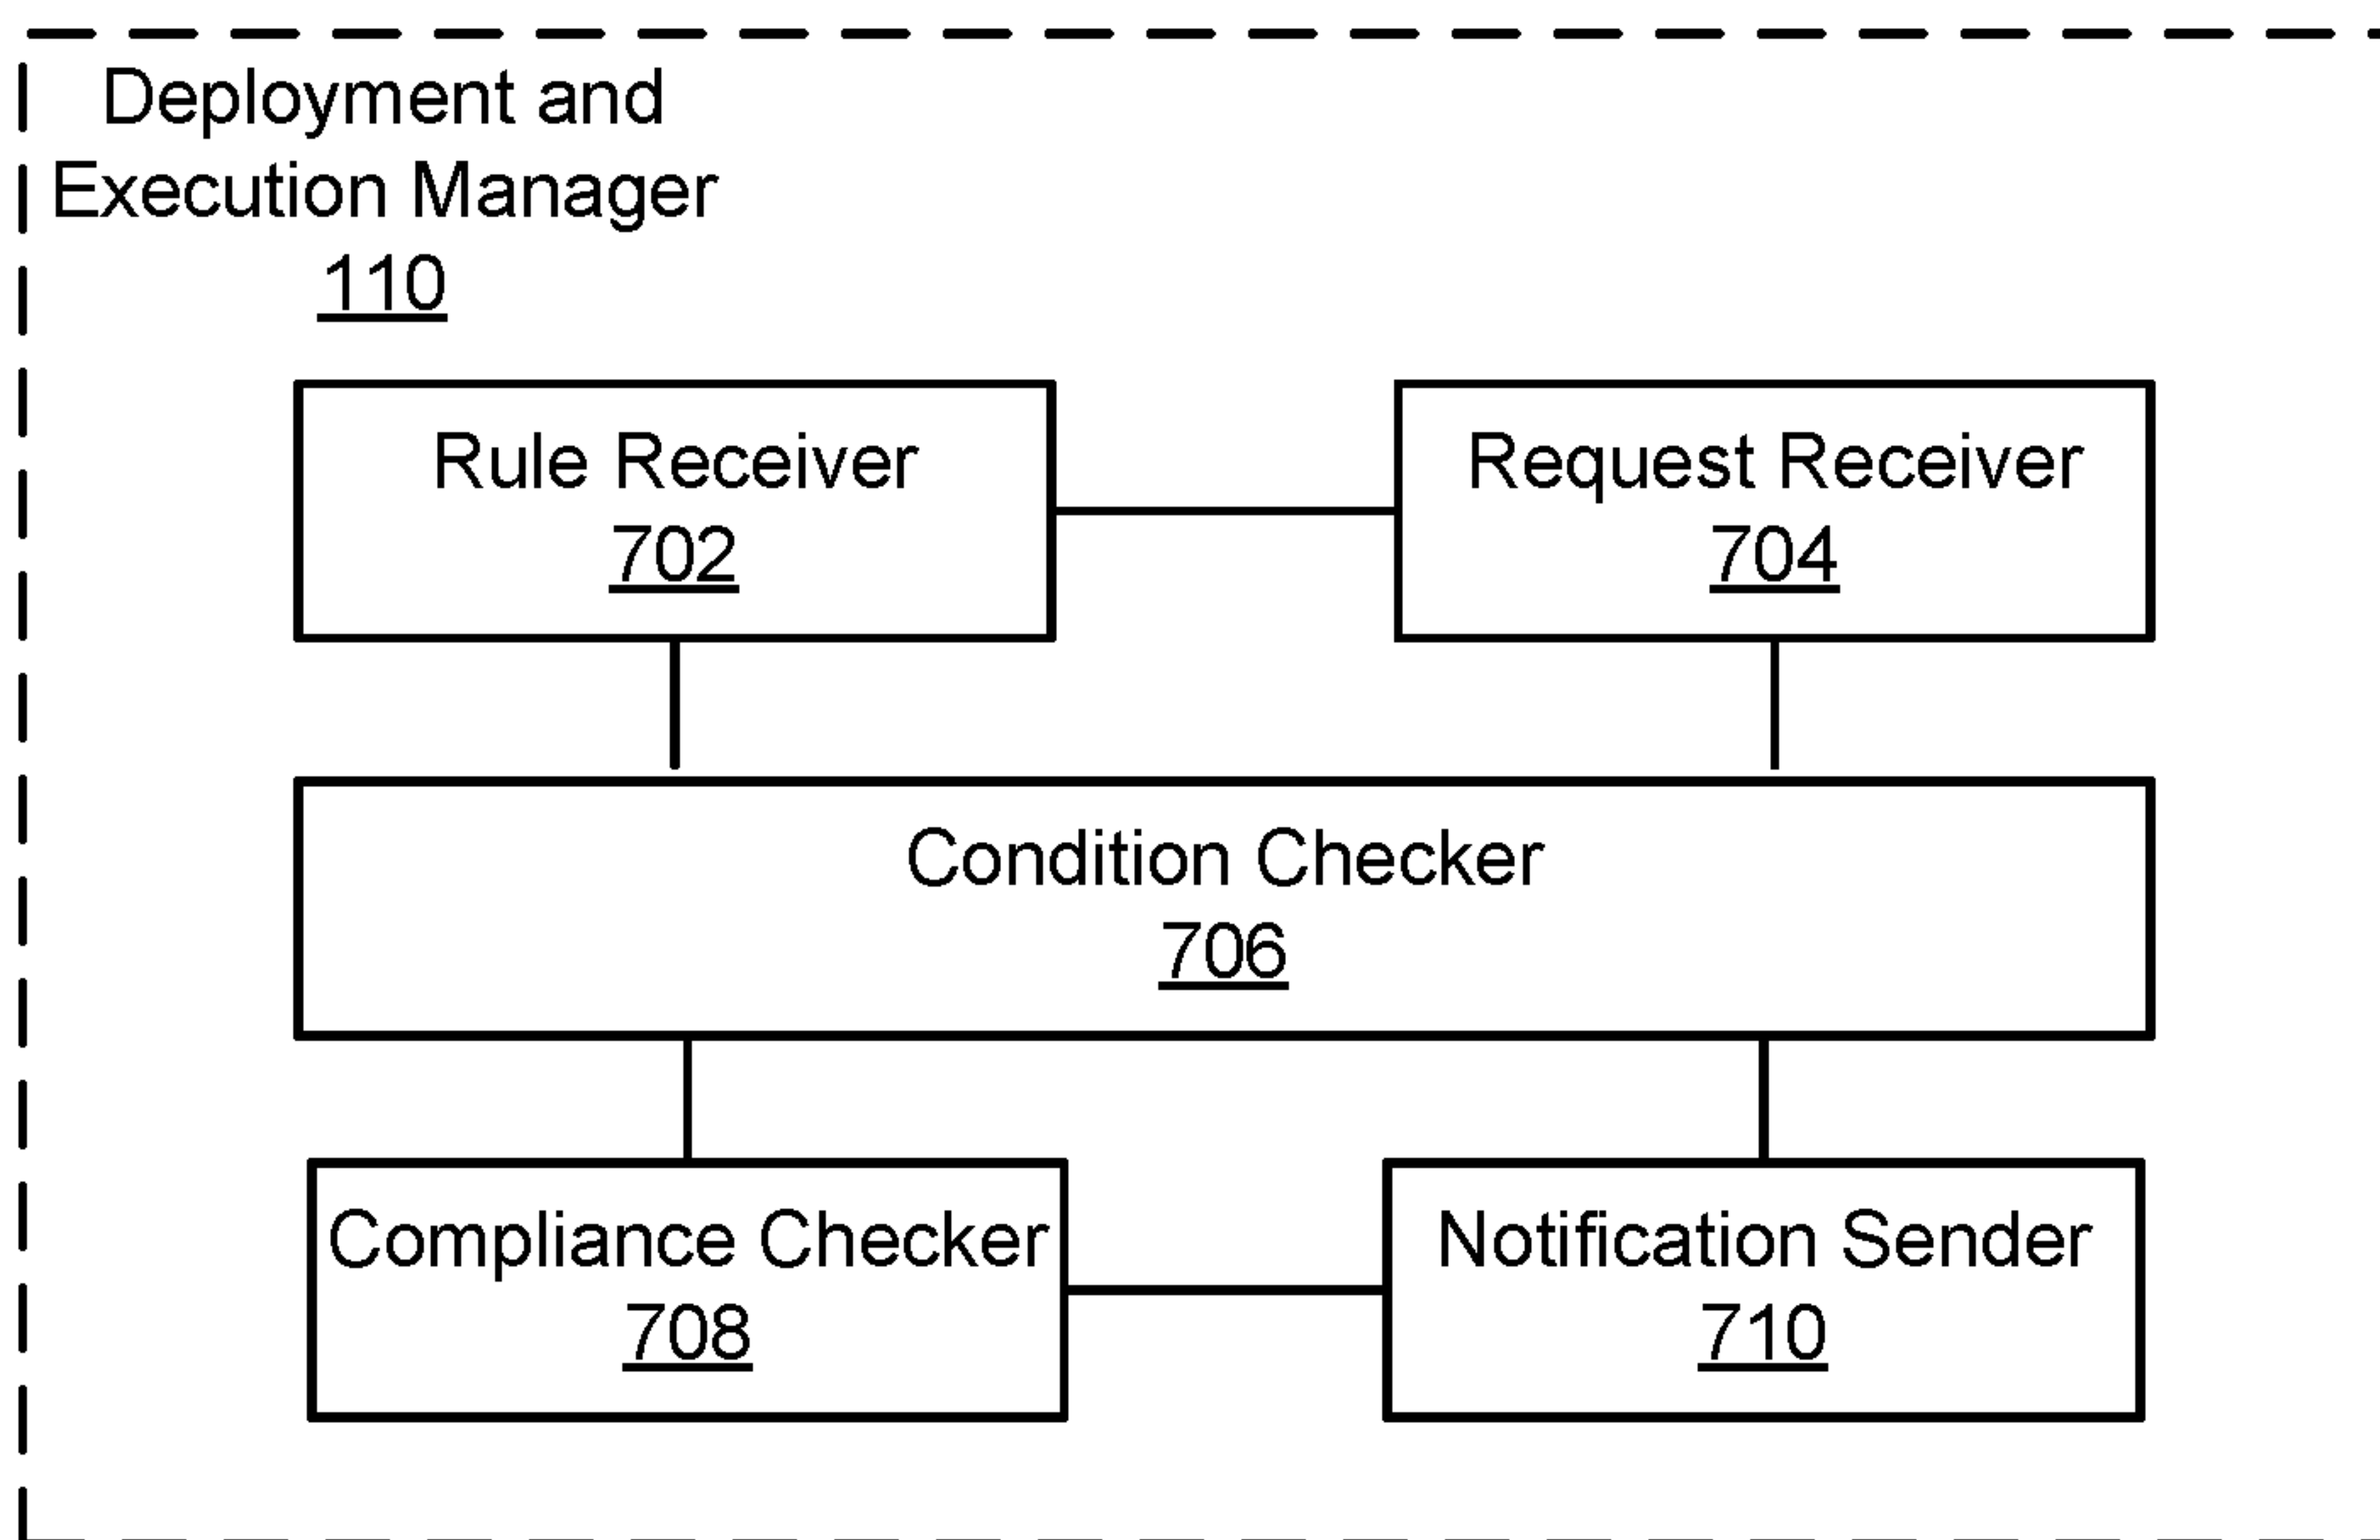 Deployment and
Execution Manager
110
Rule Receiver
702
Request Receiver
704
Condition Checker
706
Compliance Checker
708
Notification Sender
710